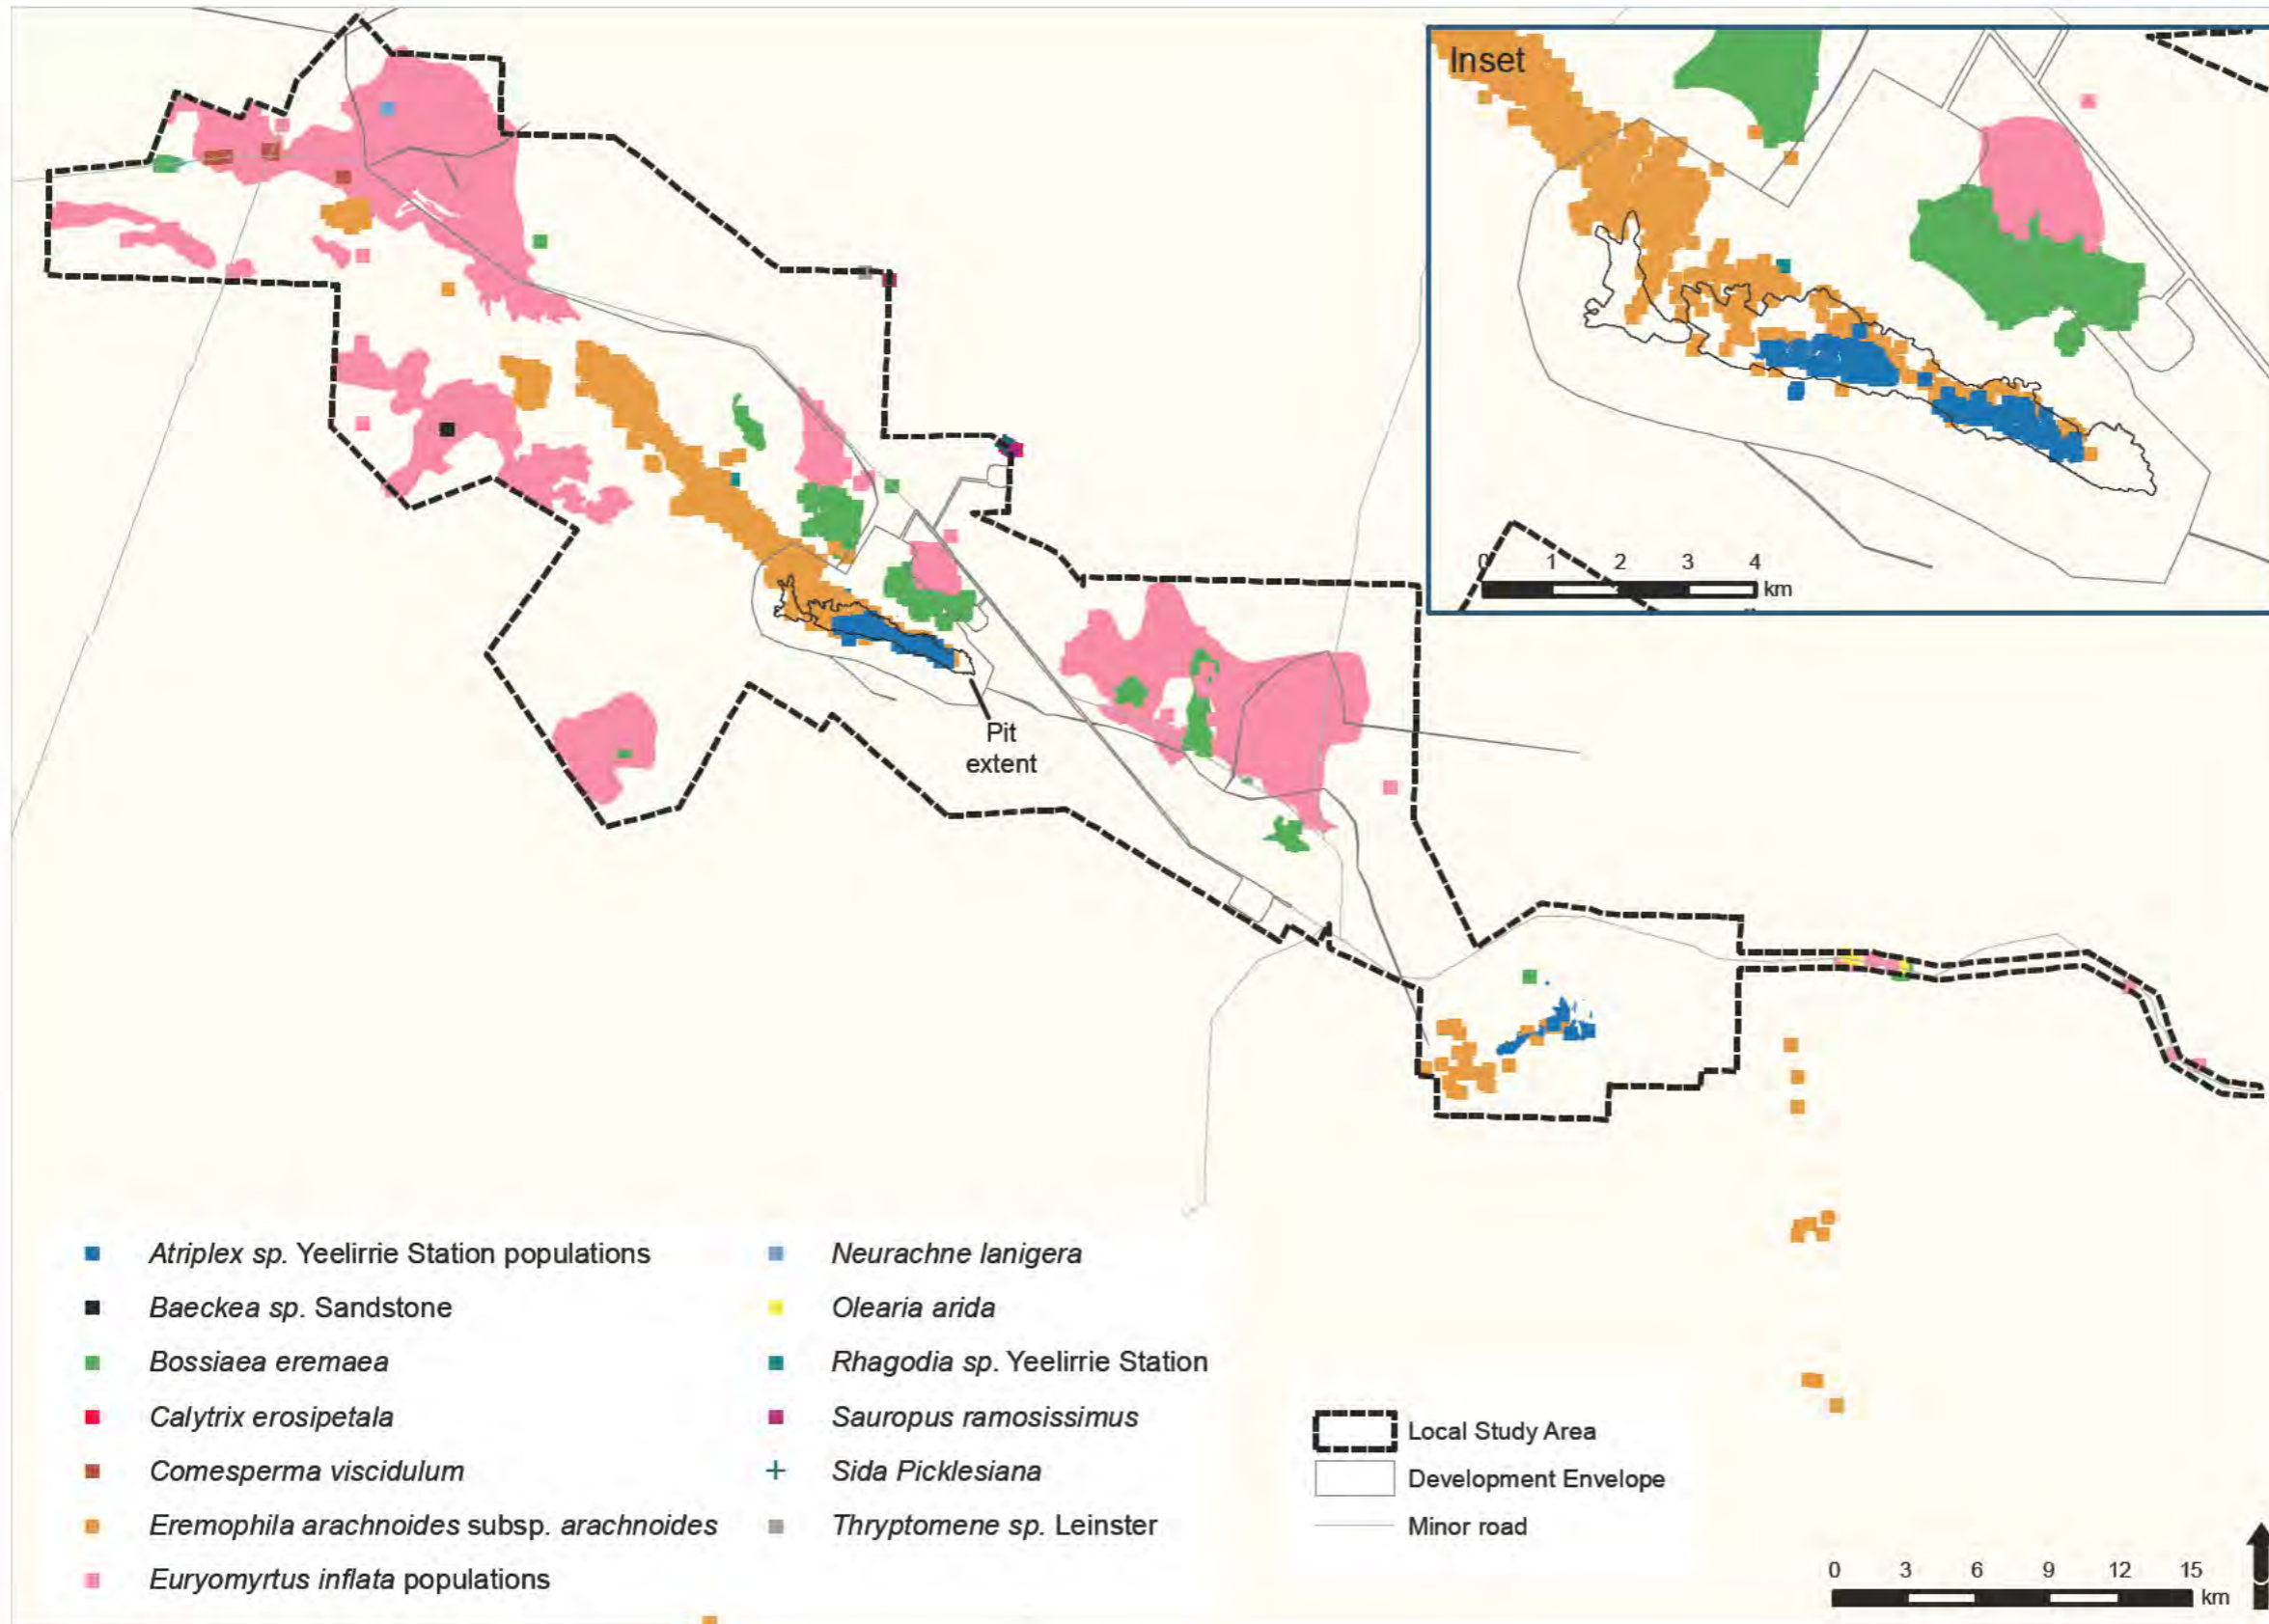 Inset
0 1 2 3 4
km
Pit
extent
Atriplex sp. Yeelirrie Station populations
Baeckea sp. Sandstone
Bossiaea eremaea
Calytrix erosipetala
Comesperma viscidulum
Eremophila arachnoides subsp. arachnoides
Euryomyrtus inflata populations
Neurachne lanigera
Olearia arida
Rhagodia sp. Yeelirrie Station
Sauropus ramosissimus
Sida Picklesiana
Thryptomene sp. Leinster
Local Study Area
Development Envelope
Minor road
0 3 6 9 12 15
km